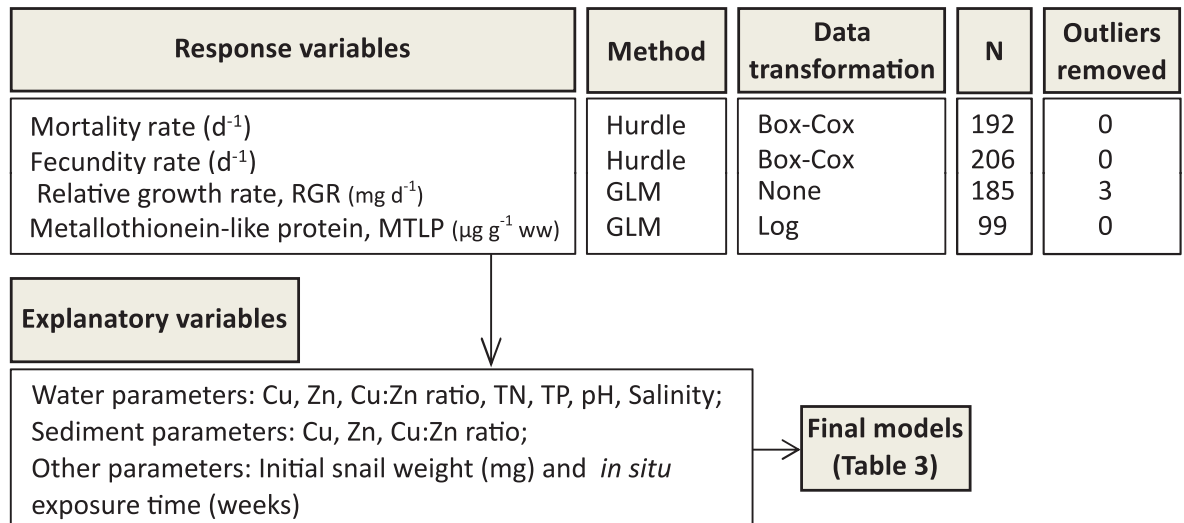 Response variables Method Data transformation N Outliers removed
Mortality rate (d⁻¹) Hurdle Box-Cox 192 0
Fecundity rate (d⁻¹) Hurdle Box-Cox 206 0
Relative growth rate, RGR (mg d⁻¹) GLM None 185 3
Metallothionein-like protein, MTLP (µg g⁻¹ ww) GLM Log 99 0
Explanatory variables
Water parameters: Cu, Zn, Cu:Zn ratio, TN, TP, pH, Salinity;
Sediment parameters: Cu, Zn, Cu:Zn ratio;
Other parameters: Initial snail weight (mg) and in situ
exposure time (weeks)
Final models
(Table 3)